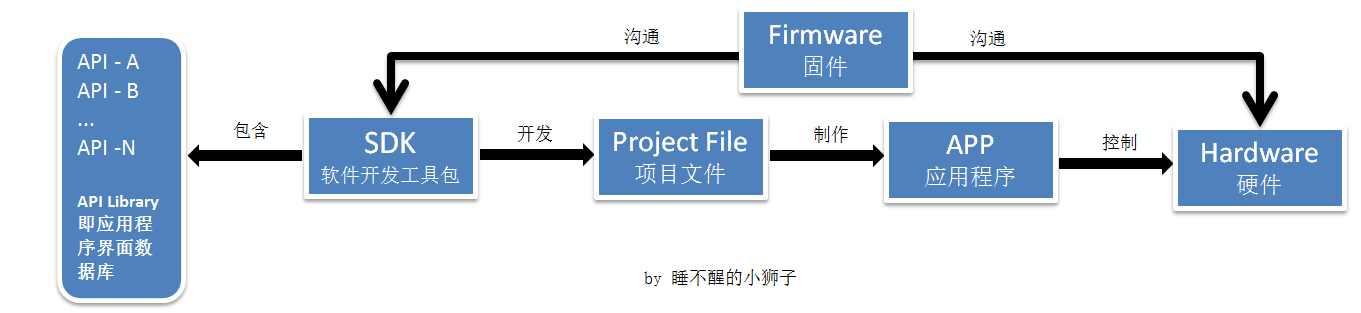 API - A
API - B
...
API -N
API Library
即应用程
序界面数
据库
包含
SDK
软件开发工具包
开发
Project File
项目文件
制作
APP
应用程序
控制
Hardware
硬件
沟通
Firmware
固件
沟通
by 睡不醒的小狮子